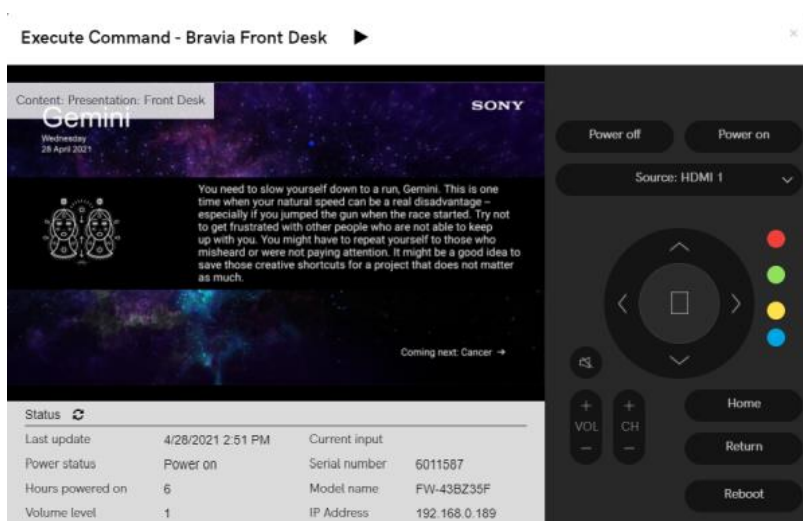 Execute Command - Bravia Front Desk
Content: Presentation: Front Desk
Gemini
SONY
Wednesday
28 April 2021
You need to slow yourself down to a run, Gemini. This is one
time when your natural speed can be a real disadvantage –
especially if you jumped the gun when the race started. Try not
to get frustrated with other people who are not able to keep
up with you. You might have to repeat yourself to those who
misheard or were not paying attention. It might be a good idea to
save those creative shortcuts for a project that does not matter
as much.
Coming next: Cancer →
Power off Power on
Source: HDMI 1
VOL CH
Home
Return
Reboot
Status
Last update 4/28/2021 2:51 PM Current input
Power status Power on Serial number 6011587
Hours powered on 6 Model name FW-43BZ35F
Volume level 1 IP Address 192.168.0.189